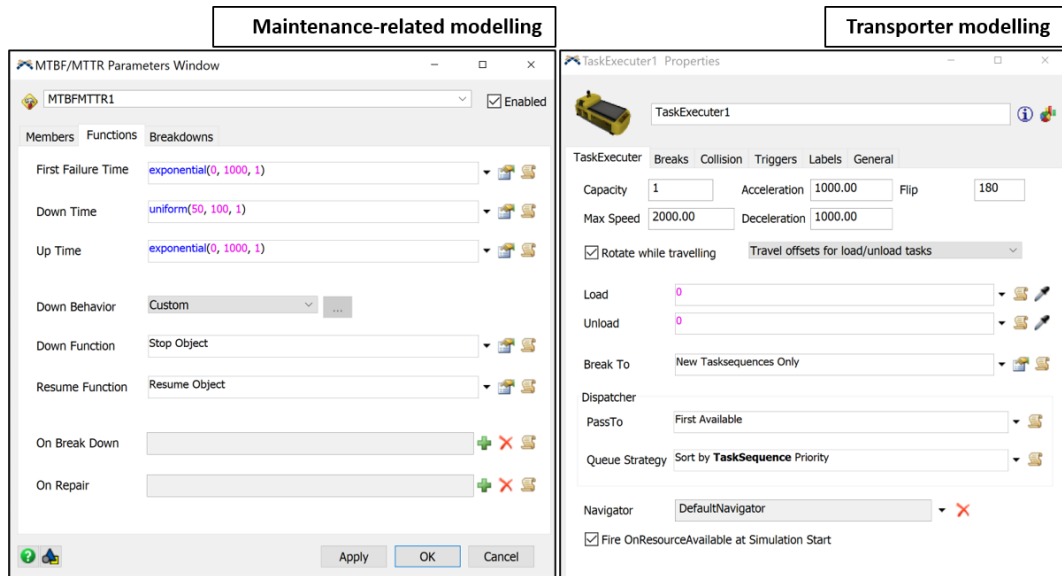 Maintenance-related modelling
MTBF/MTTR Parameters Window
MTBFMTTR1
Enabled
Members Functions Breakdowns
First Failure Time exponential(0, 1000, 1)
Down Time uniform(50, 100, 1)
Up Time exponential(0, 1000, 1)
Down Behavior Custom ...
Down Function Stop Object
Resume Function Resume Object
On Break Down
On Repair
Apply OK Cancel
Transporter modelling
TaskExecuter1 Properties
TaskExecuter1
TaskExecuter Breaks Collision Triggers Labels General
Capacity 1 Acceleration 1000.00 Flip 180
Max Speed 2000.00 Deceleration 1000.00
Rotate while travelling Travel offsets for load/unload tasks
Load 0
Unload 0
Break To New Tasksequences Only
Dispatcher
PassTo First Available
Queue Strategy Sort by TaskSequence Priority
Navigator DefaultNavigator
Fire OnResourceAvailable at Simulation Start